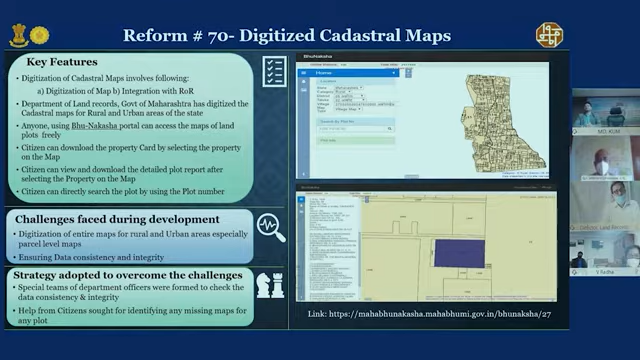 Reform # 70- Digitized Cadastral Maps
Key Features
Digitization of Cadastral Maps involves following:
a) Digitization of Map b) Integration with RoR
Department of Land records, Govt of Maharashtra has digitized the
Cadastral maps for Rural and Urban areas of the state
Anyone, using Bhu-Nakasha portal can access the maps of land
plots freely
Citizen can download the property Card by selecting the property
on the Map
Citizen can view and download the detailed plot report after
selecting the Property on the Map
Citizen can directly search the plot by using the Plot number
Challenges faced during development
Digitization of entire maps for rural and Urban areas especially
parcel level maps
Ensuring Data consistency and integrity
Strategy adopted to overcome the challenges
Special teams of department officers were formed to check the
data consistency & integrity
Help from Citizens sought for identifying any missing maps for
any plot
BhuNaksha
Home
Location
Link: https://mahabhunakasha.mahabhumi.gov.in/bhunaksha/27
V Radha